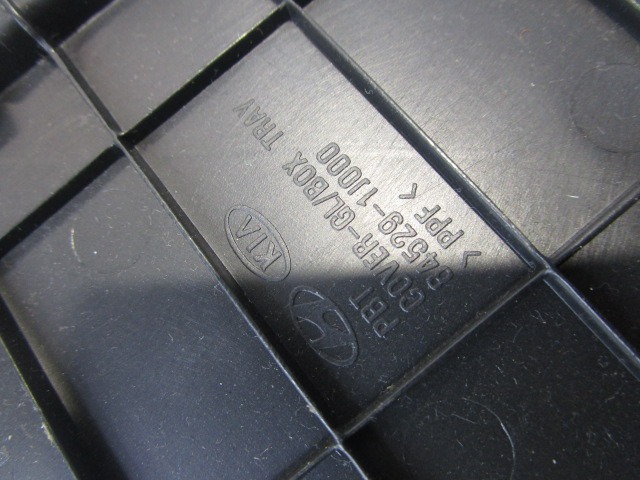 PBT
COVER-GL/BOX TRAY
84529-1J000
> PPF <
KIA